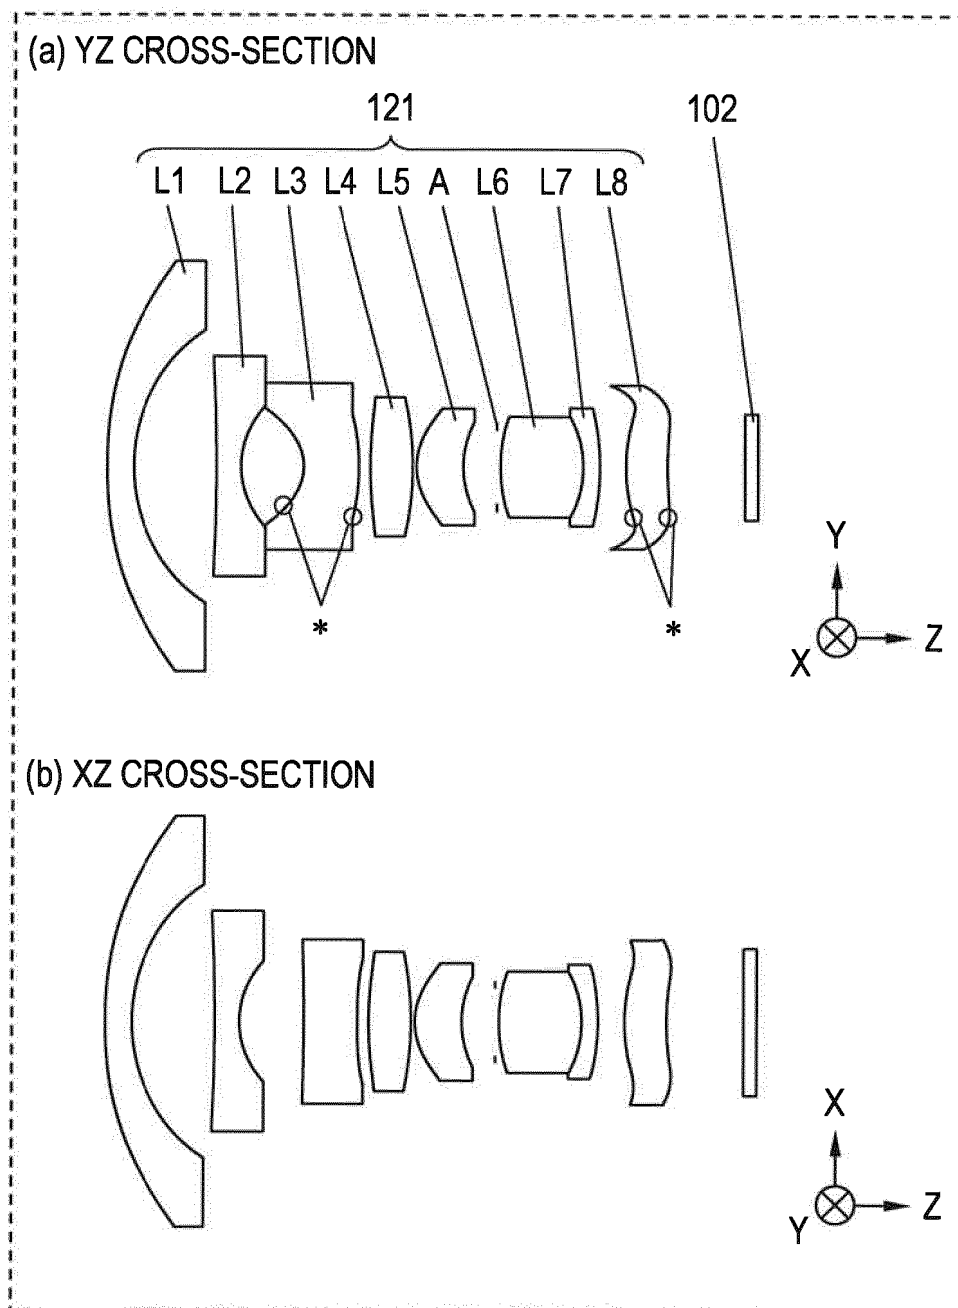 (a) YZ CROSS-SECTION
121 102
L1 L2 L3 L4 L5 A L6 L7 L8
* *
Y
X Z
(b) XZ CROSS-SECTION
X
Y Z